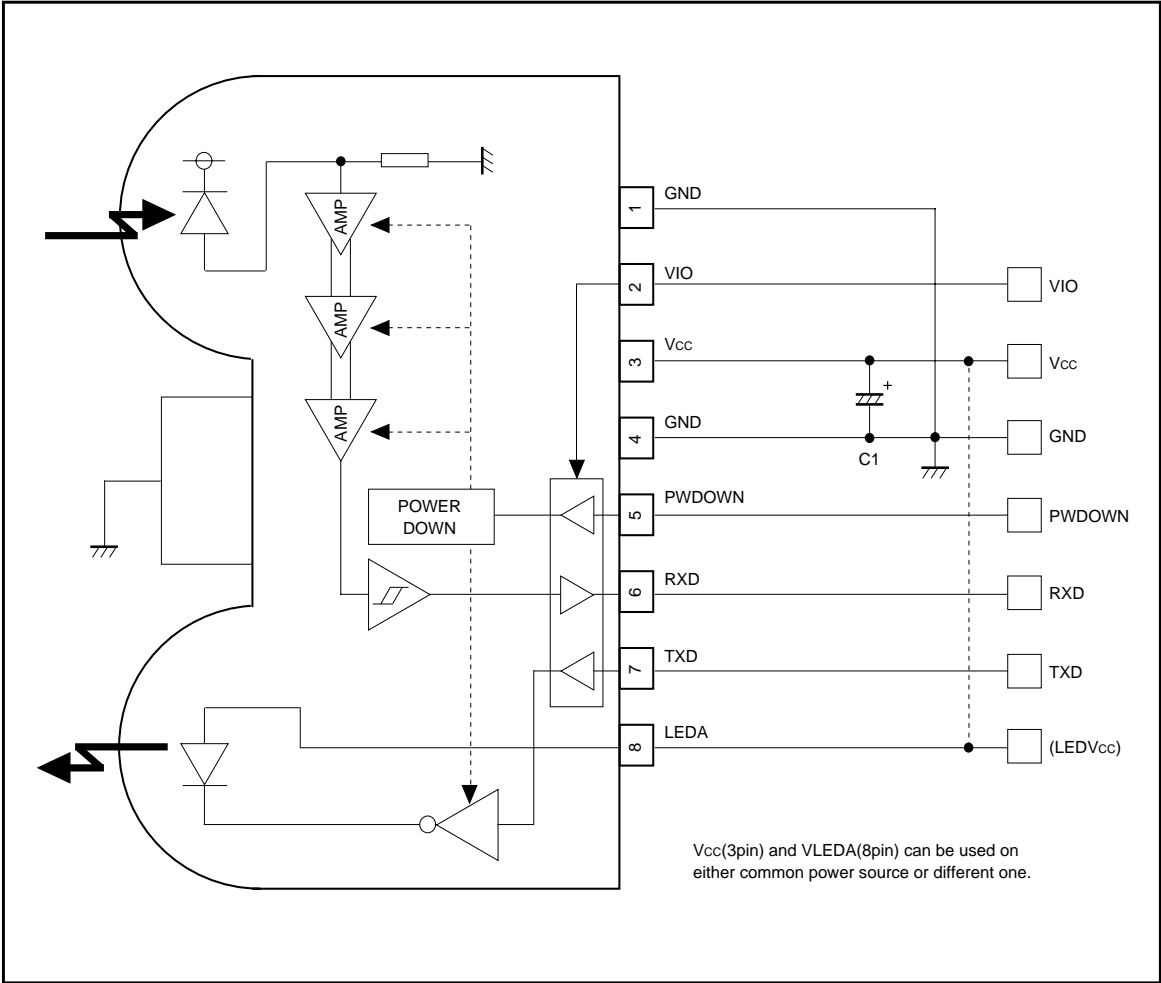 AMP
AMP
AMP
POWER
DOWN
1 GND
2 VIO
VIO
3 Vcc
Vcc
+
4 GND
GND
C1
5 PWDOWN
PWDOWN
6 RXD
RXD
7 TXD
TXD
8 LEDA
(LEDVcc)
Vcc(3pin) and VLEDA(8pin) can be used on
either common power source or different one.